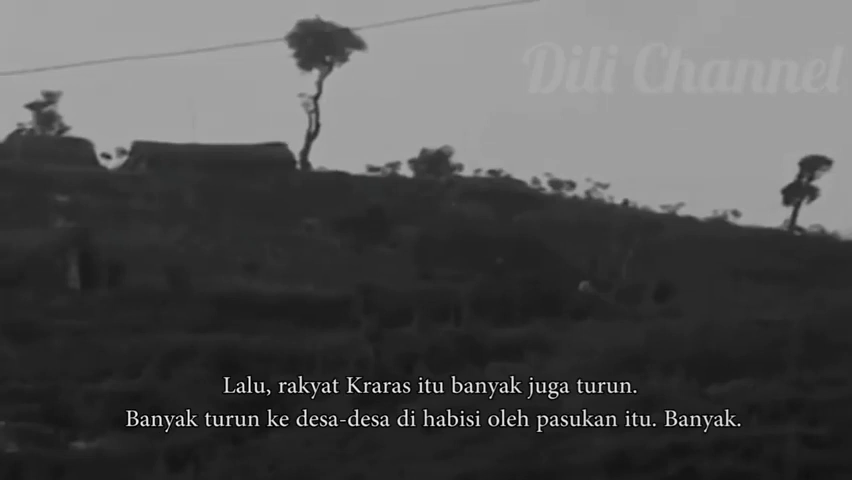 Dili Channel
Lalu, rakyat Kraras itu banyak juga turun.
Banyak turun ke desa-desa di habisi oleh pasukan itu. Banyak.